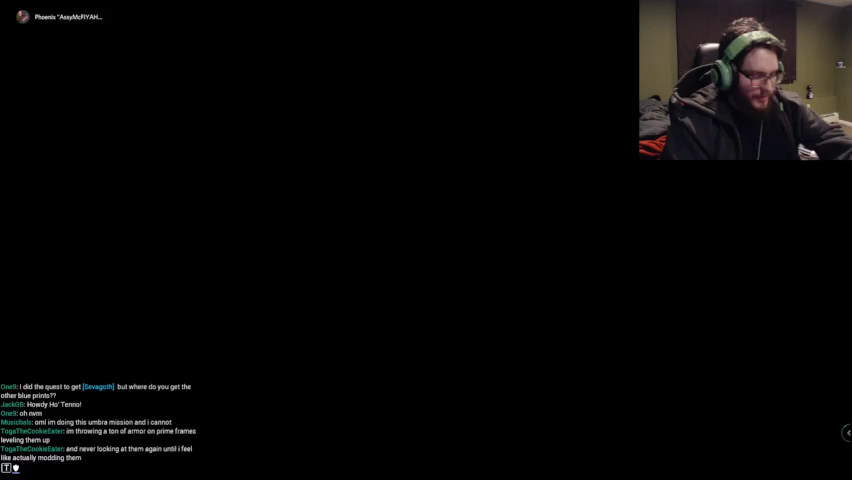 Phoenix "AssyMcFIYAH...
One9: I did the quest to get [Sevagoth] but where do you get the
other blue prints??
JackGB: Howdy Ho' Tenno!
One9: oh nvm
Musichals: oml im doing this umbra mission and i cannot
TogaTheCookieEater: im throwing a ton of armor on prime frames
leveling them up
TogaTheCookieEater: and never looking at them again until i feel
like actually modding them
T